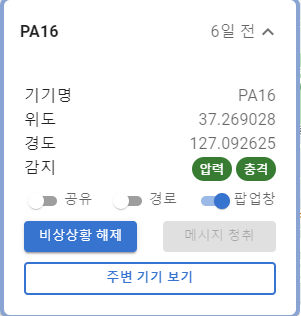 PA16 6일 전
기기명 PA16
위도 37.269028
경도 127.092625
감지 압력 충격
공유 경로 팝업창
비상상황 해제 메시지 청취
주변 기기 보기